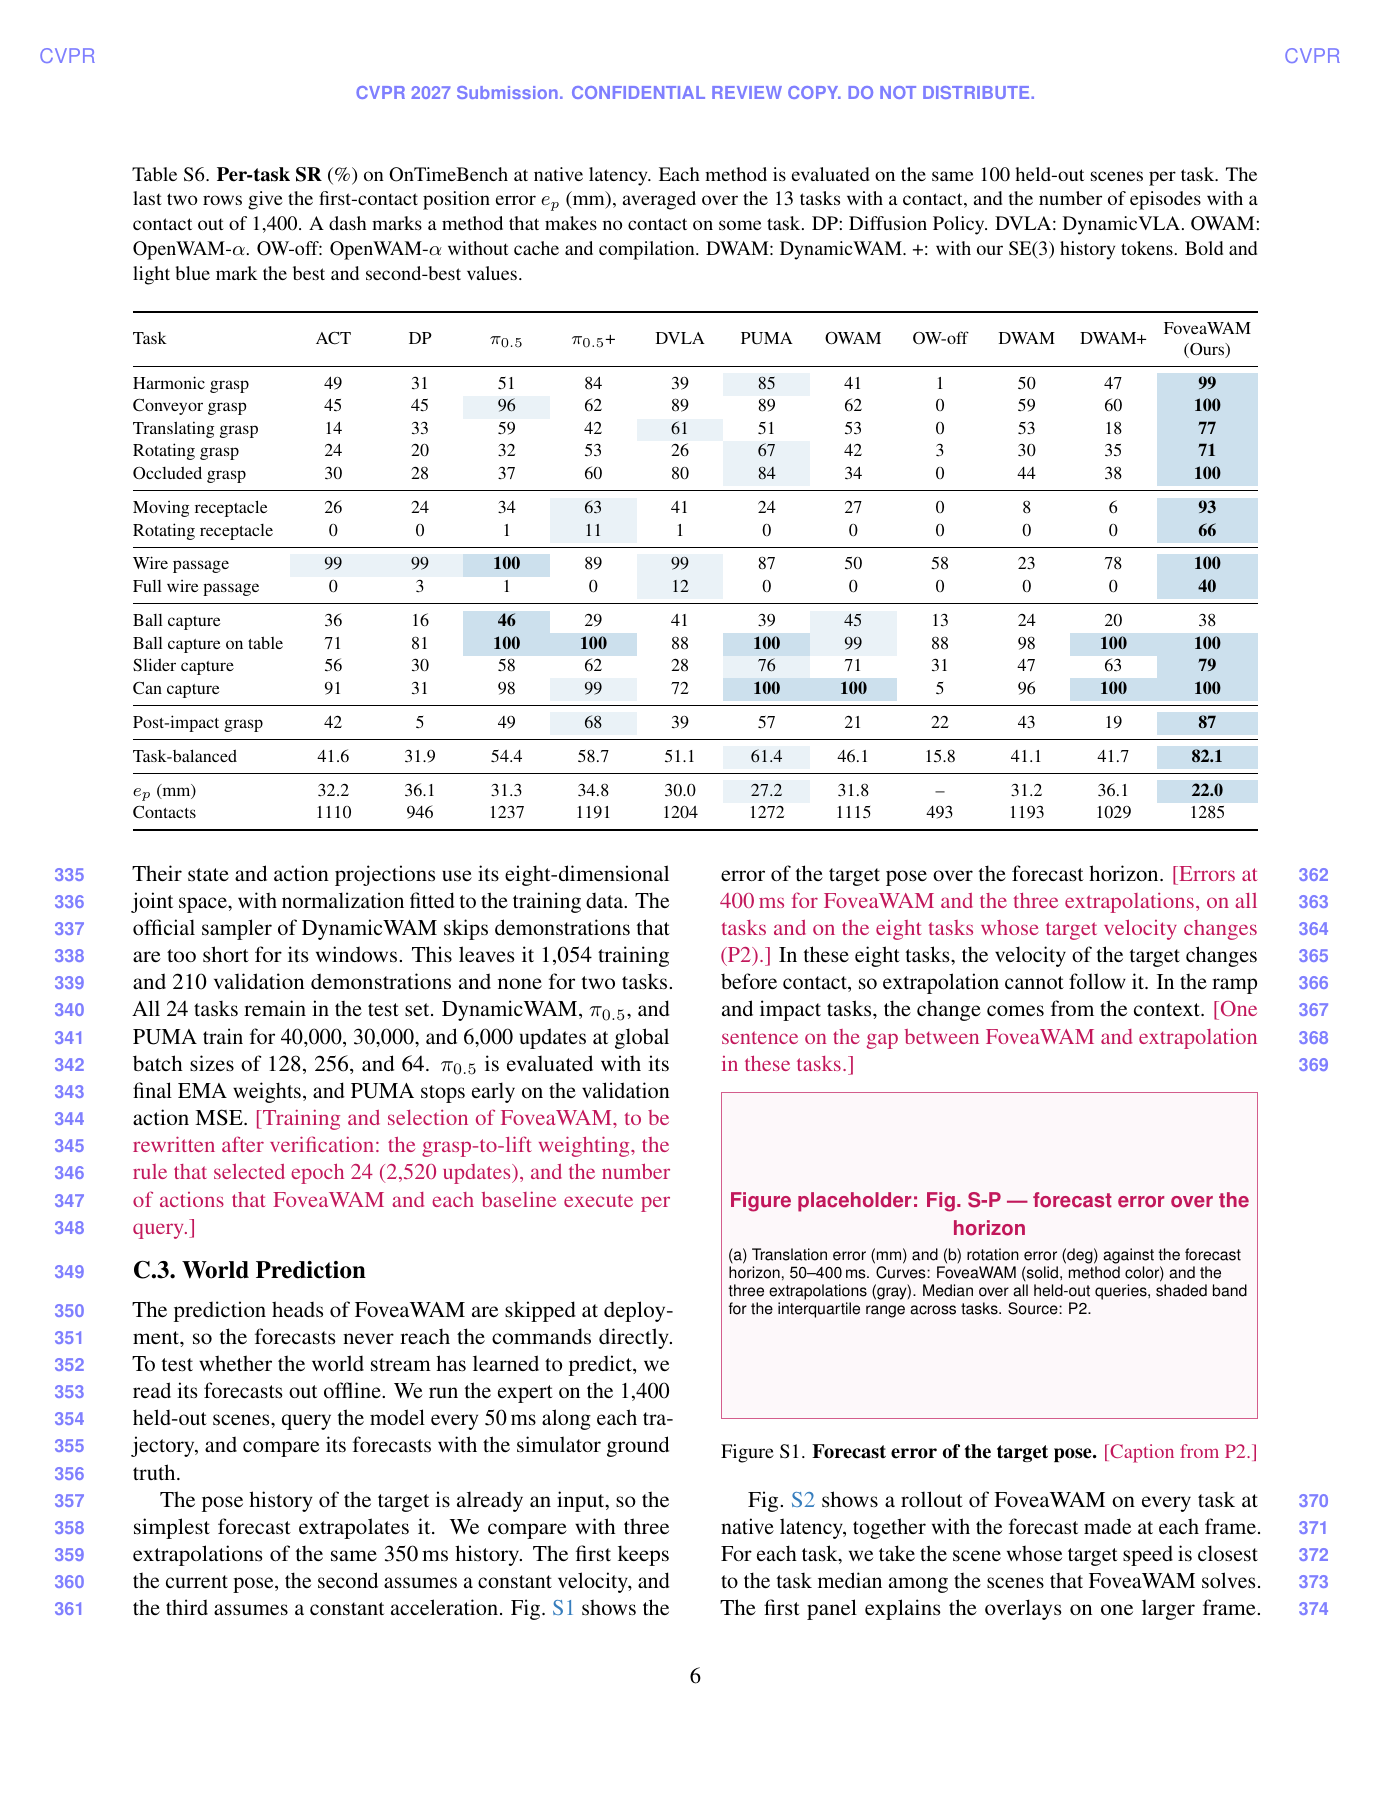 CVPR
CVPR
CVPR 2027 Submission. CONFIDENTIAL REVIEW COPY. DO NOT DISTRIBUTE.
Table S6. Per-task SR (%) on OnTimeBench at native latency. Each method is evaluated on the same 100 held-out scenes per task. The
last two rows give the first-contact position error e_p (mm), averaged over the 13 tasks with a contact, and the number of episodes with a
contact out of 1,400. A dash marks a method that makes no contact on some task. DP: Diffusion Policy. DVLA: DynamicVLA. OWAM:
OpenWAM-α. OW-off: OpenWAM-α without cache and compilation. DWAM: DynamicWAM. +: with our SE(3) history tokens. Bold and
light blue mark the best and second-best values.
Task ACT DP π0.5 π0.5+ DVLA PUMA OWAM OW-off DWAM DWAM+ FoveaWAM
(Ours)
Harmonic grasp 49 31 51 84 39 85 41 1 50 47 99
Conveyor grasp 45 45 96 62 89 89 62 0 59 60 100
Translating grasp 14 33 59 42 61 51 53 0 53 18 77
Rotating grasp 24 20 32 53 26 67 42 3 30 35 71
Occluded grasp 30 28 37 60 80 84 34 0 44 38 100
Moving receptacle 26 24 34 63 41 24 27 0 8 6 93
Rotating receptacle 0 0 1 11 1 0 0 0 0 0 66
Wire passage 99 99 100 89 99 87 50 58 23 78 100
Full wire passage 0 3 1 0 12 0 0 0 0 0 40
Ball capture 36 16 46 29 41 39 45 13 24 20 38
Ball capture on table 71 81 100 100 88 100 99 88 98 100 100
Slider capture 56 30 58 62 28 76 71 31 47 63 79
Can capture 91 31 98 99 72 100 100 5 96 100 100
Post-impact grasp 42 5 49 68 39 57 21 22 43 19 87
Task-balanced 41.6 31.9 54.4 58.7 51.1 61.4 46.1 15.8 41.1 41.7 82.1
e_p (mm) 32.2 36.1 31.3 34.8 30.0 27.2 31.8 – 31.2 36.1 22.0
Contacts 1110 946 1237 1191 1204 1272 1115 493 1193 1029 1285
335 Their state and action projections use its eight-dimensional
336 joint space, with normalization fitted to the training data. The
337 official sampler of DynamicWAM skips demonstrations that
338 are too short for its windows. This leaves it 1,054 training
339 and 210 validation demonstrations and none for two tasks.
340 All 24 tasks remain in the test set. DynamicWAM, π0.5, and
341 PUMA train for 40,000, 30,000, and 6,000 updates at global
342 batch sizes of 128, 256, and 64. π0.5 is evaluated with its
343 final EMA weights, and PUMA stops early on the validation
344 action MSE. [Training and selection of FoveaWAM, to be
345 rewritten after verification: the grasp-to-lift weighting, the
346 rule that selected epoch 24 (2,520 updates), and the number
347 of actions that FoveaWAM and each baseline execute per
348 query.]
349 C.3. World Prediction
350 The prediction heads of FoveaWAM are skipped at deploy-
351 ment, so the forecasts never reach the commands directly.
352 To test whether the world stream has learned to predict, we
353 read its forecasts out offline. We run the expert on the 1,400
354 held-out scenes, query the model every 50 ms along each tra-
355 jectory, and compare its forecasts with the simulator ground
356 truth.
357 The pose history of the target is already an input, so the
358 simplest forecast extrapolates it. We compare with three
359 extrapolations of the same 350 ms history. The first keeps
360 the current pose, the second assumes a constant velocity, and
361 the third assumes a constant acceleration. Fig. S1 shows the
error of the target pose over the forecast horizon. [Errors at 362
400 ms for FoveaWAM and the three extrapolations, on all 363
tasks and on the eight tasks whose target velocity changes 364
(P2).] In these eight tasks, the velocity of the target changes 365
before contact, so extrapolation cannot follow it. In the ramp 366
and impact tasks, the change comes from the context. [One 367
sentence on the gap between FoveaWAM and extrapolation 368
in these tasks.] 369
Figure placeholder: Fig. S-P — forecast error over the
horizon
(a) Translation error (mm) and (b) rotation error (deg) against the forecast
horizon, 50–400 ms. Curves: FoveaWAM (solid, method color) and the
three extrapolations (gray). Median over all held-out queries, shaded band
for the interquartile range across tasks. Source: P2.
Figure S1. Forecast error of the target pose. [Caption from P2.]
Fig. S2 shows a rollout of FoveaWAM on every task at 370
native latency, together with the forecast made at each frame. 371
For each task, we take the scene whose target speed is closest 372
to the task median among the scenes that FoveaWAM solves. 373
The first panel explains the overlays on one larger frame. 374
6